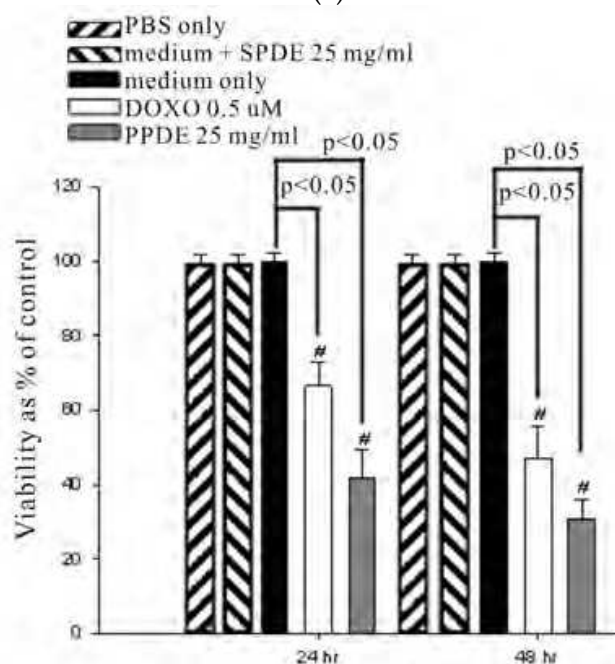 PBS only
medium + SPDE 25 mg/ml
medium only
DOXO 0.5 uM
PPDE 25 mg/ml
p<0.05
p<0.05
p<0.05
p<0.05
120
100
80
60
40
20
0
Viability as % of control
#
#
#
#
24 hr
48 hr